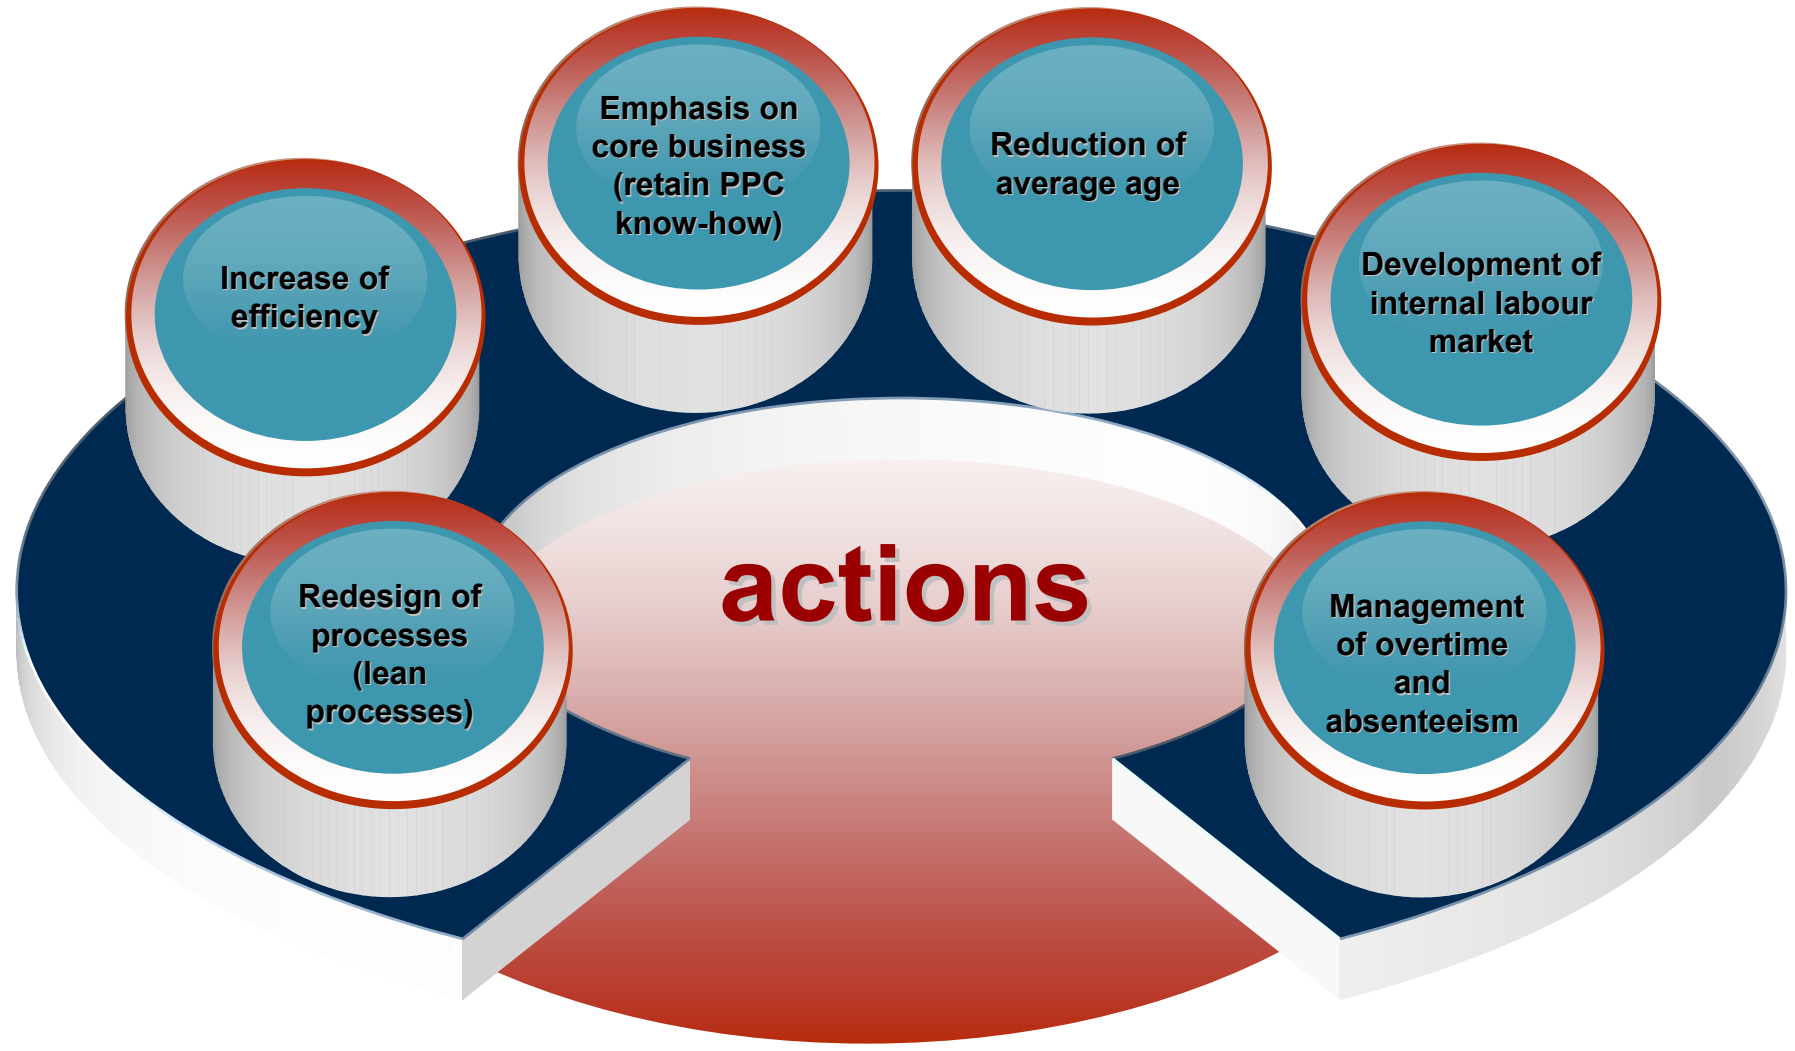 Emphasis on
core business
(retain PPC
know-how)
Reduction of
average age
Increase of
efficiency
Development of
internal labour
market
actions
Redesign of
processes
(lean
processes)
Management
of overtime
and
absenteeism